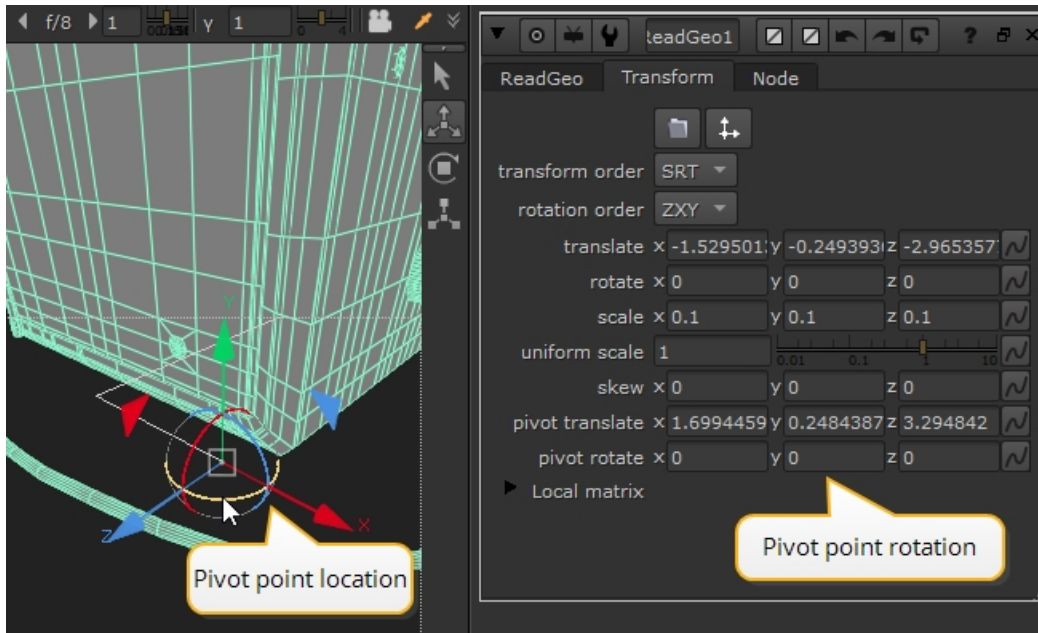 f/8 1 y 1
0 4
ReadGeo1 ? ×
ReadGeo Transform Node
transform order SRT
rotation order ZXY
translate x -1.529501 y -0.249393 z -2.965357
rotate x 0 y 0 z 0
scale x 0.1 y 0.1 z 0.1
uniform scale 1 0.01 0.1 1 10
skew x 0 y 0 z 0
pivot translate x 1.6994459 y 0.2484387 z 3.294842
pivot rotate x 0 y 0 z 0
Local matrix
Y
X
Z
Pivot point location
Pivot point rotation